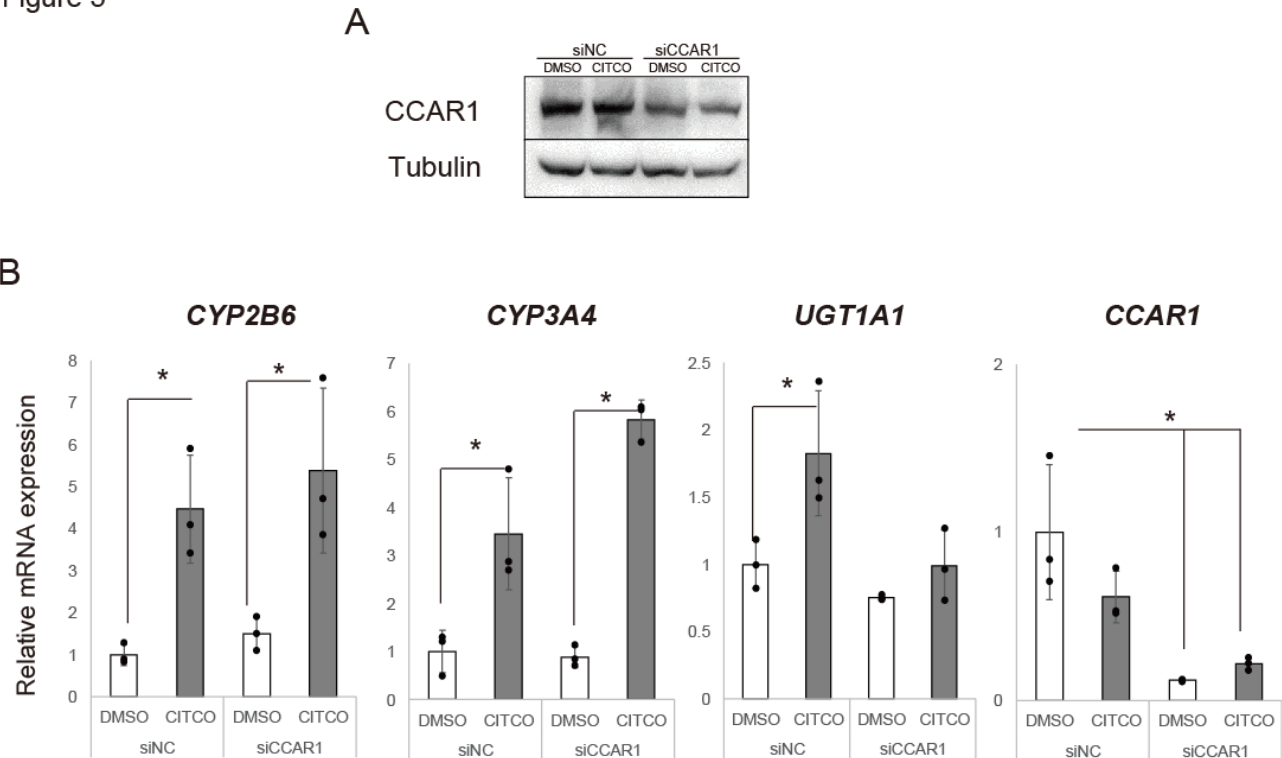 Figure 5
A
siNC siCCAR1
DMSO CITCO DMSO CITCO
CCAR1
Tubulin
B
CYP2B6 CYP3A4 UGT1A1 CCAR1
Relative mRNA expression
8
7
6
5
4
3
2
1
0
* *
DMSO CITCO DMSO CITCO
siNC siCCAR1
7
6
5
4
3
2
1
0
* *
DMSO CITCO DMSO CITCO
siNC siCCAR1
2.5
2
1.5
1
0.5
0
*
DMSO CITCO DMSO CITCO
siNC siCCAR1
2
1
0
*
DMSO CITCO DMSO CITCO
siNC siCCAR1